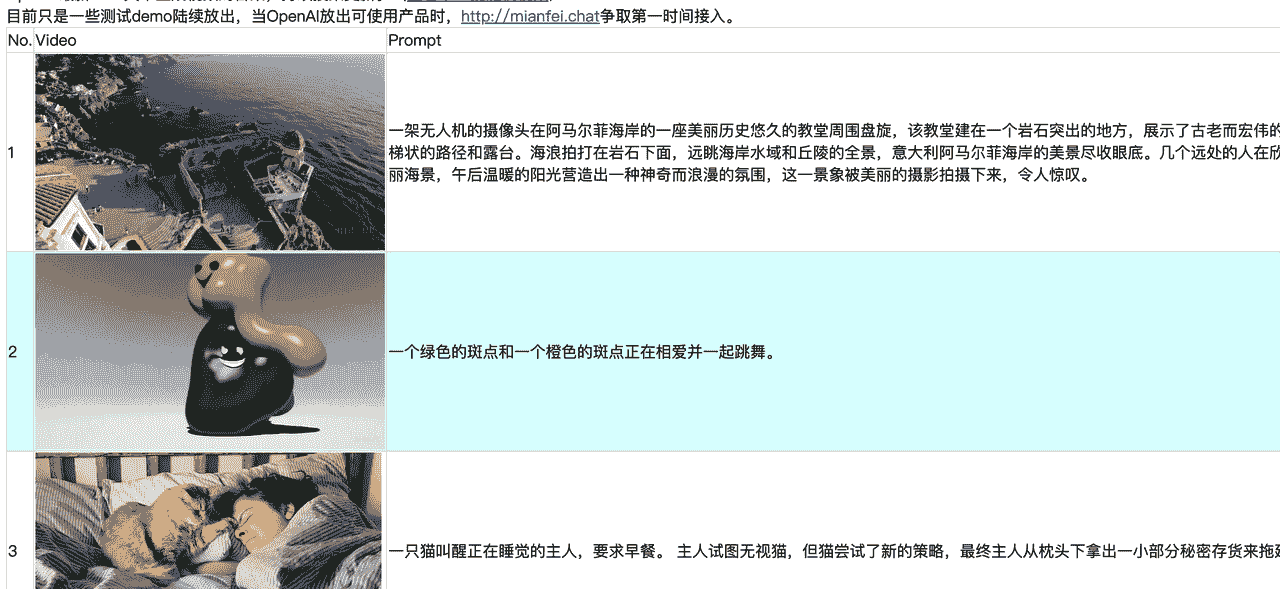 目前只是一些测试demo陆续放出，当OpenAI放出可使用产品时，http://mianfei.chat争取第一时间接入。
No. Video Prompt
1
一架无人机的摄像头在阿马尔菲海岸的一座美丽历史悠久的教堂周围盘旋，该教堂建在一个岩石突出的地方，展示了古老而宏伟的
梯状的路径和露台。海浪拍打在岩石下面，远眺海岸水域和丘陵的全景，意大利阿马尔菲海岸的美景尽收眼底。几个远处的人在欣
丽海景，午后温暖的阳光营造出一种神奇而浪漫的氛围，这一景象被美丽的摄影拍摄下来，令人惊叹。
2
一个绿色的斑点和一个橙色的斑点正在相爱并一起跳舞。
3
一只猫叫醒正在睡觉的主人，要求早餐。 主人试图无视猫，但猫尝试了新的策略，最终主人从枕头下拿出一小部分秘密存货来拖延